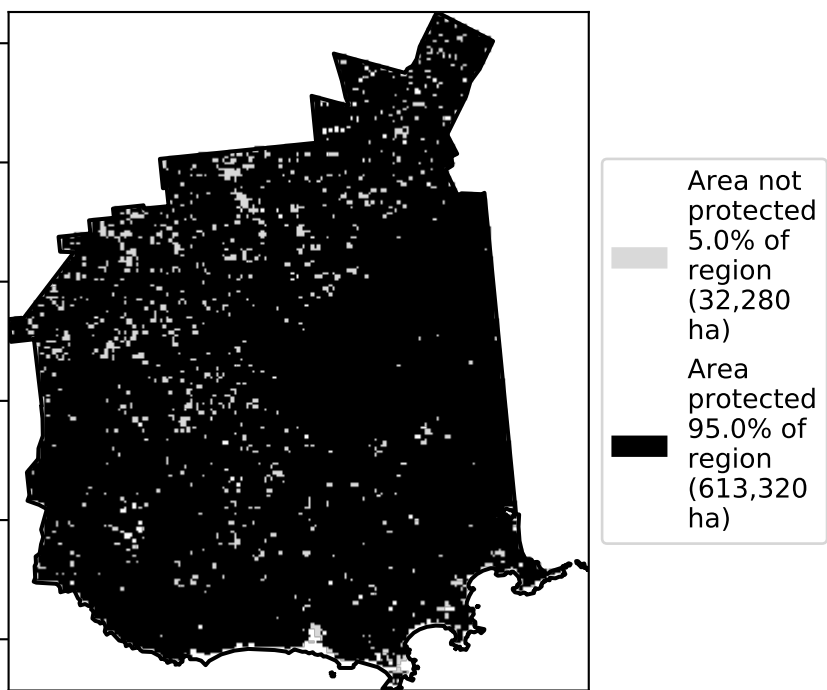 Area not
protected
5.0% of
region
(32,280
ha)
Area
protected
95.0% of
region
(613,320
ha)